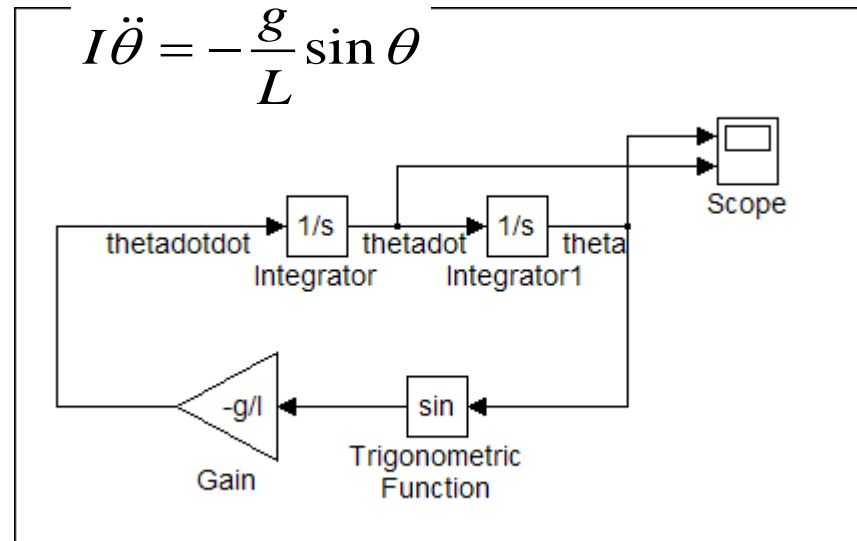 Iθ̈ = −g/L sin θ
Scope
1/s
1/s
thetadotdot
thetadot
theta
Integrator
Integrator1
-g/l
sin
Gain
Trigonometric
Function